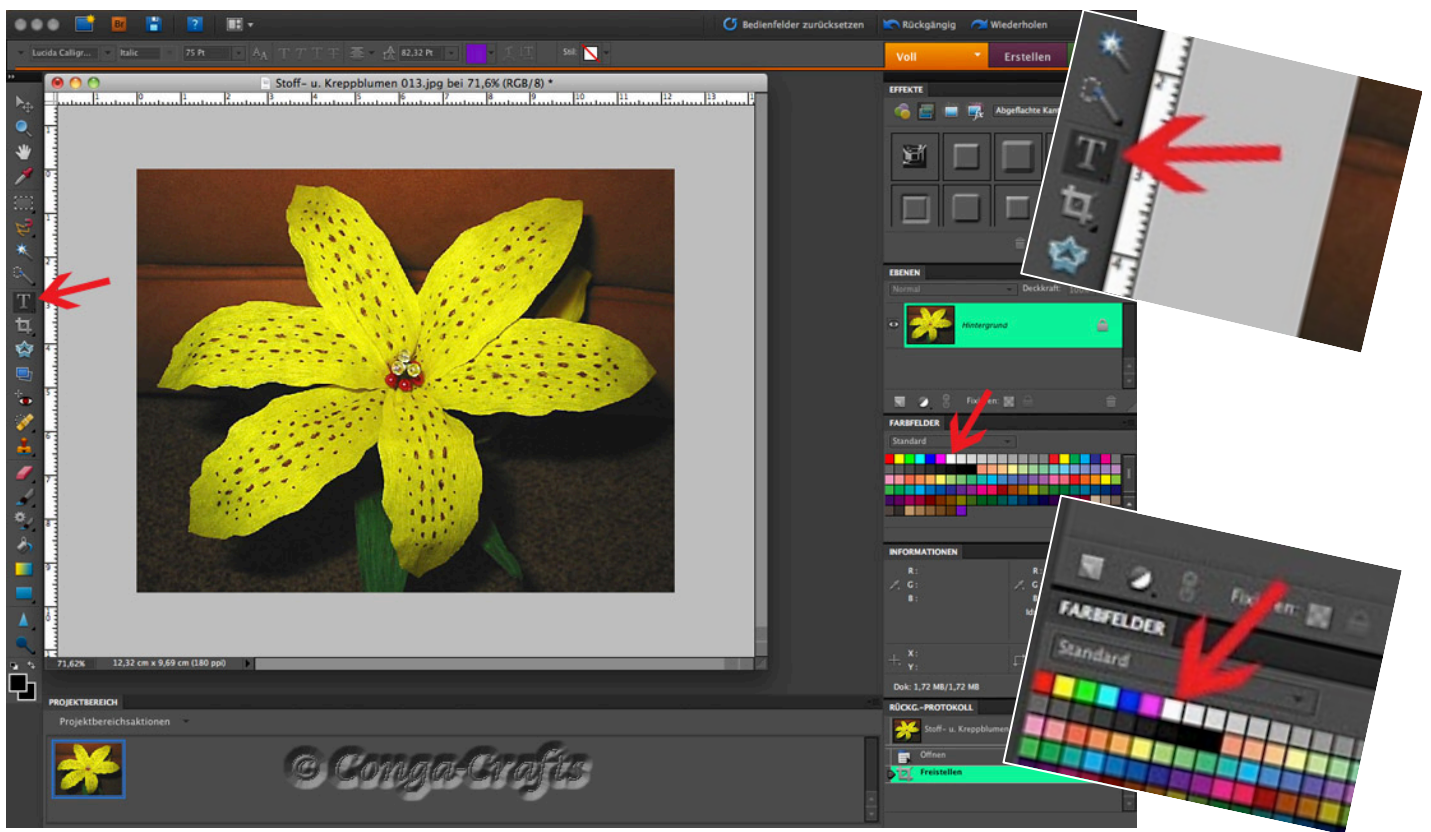 Bedienfelder zurücksetzen
Rückgängig
Wiederholen
Br
?
Lucida Calligr...
Italic
75 Pt
82,32 Pt
Stil:
Voll
Erstellen
Stoff- u. Kreppblumen 013.jpg bei 71,6% (RGB/8) *
EFFEKTE
Abgeflachte Kan
EBENEN
Normal
Deckkraft:
Hintergrund
FARBFELDER
Standard
INFORMATIONEN
R:
G:
B:
X:
Y:
Dok: 1,72 MB/1,72 MB
RÜCKG.-PROTOKOLL
Stoff- u. Kreppblumen
Öffnen
Freistellen
71,62%
12,32 cm x 9,69 cm (180 ppi)
PROJEKTBEREICH
Projektbereichsaktionen
© Conga-Crafts
T
FARBFELDER
Standard